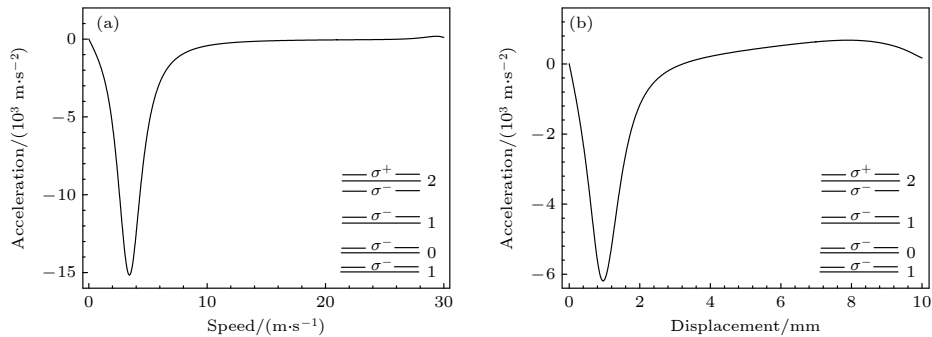 (a)
Acceleration/(10³ m·s⁻²)
0
−5
−10
−15
σ⁺
2
σ⁻
σ⁻
1
σ⁻
0
σ⁻
1
0 10 20 30
Speed/(m·s⁻¹)
(b)
Acceleration/(10³ m·s⁻²)
0
−2
−4
−6
σ⁺
2
σ⁻
σ⁻
1
σ⁻
0
σ⁻
1
0 2 4 6 8 10
Displacement/mm